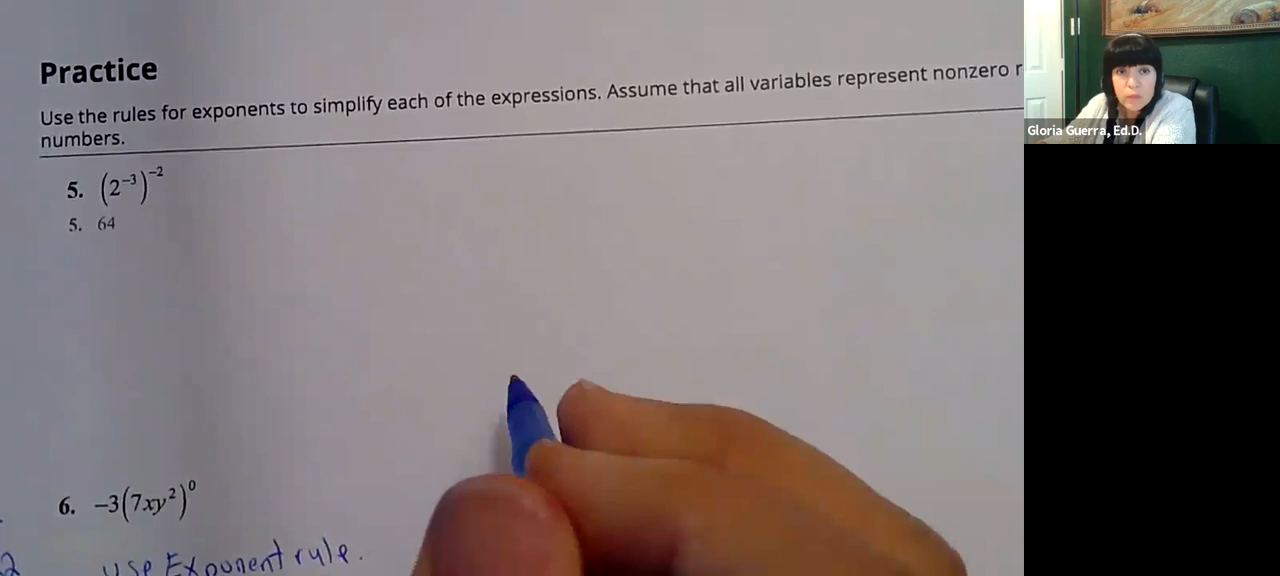 Practice
Use the rules for exponents to simplify each of the expressions. Assume that all variables represent nonzero r
numbers.
5. (2⁻³)⁻²
5. 64
6. −3(7xy²)⁰
2 use Exponent rule.
Gloria Guerra, Ed.D.